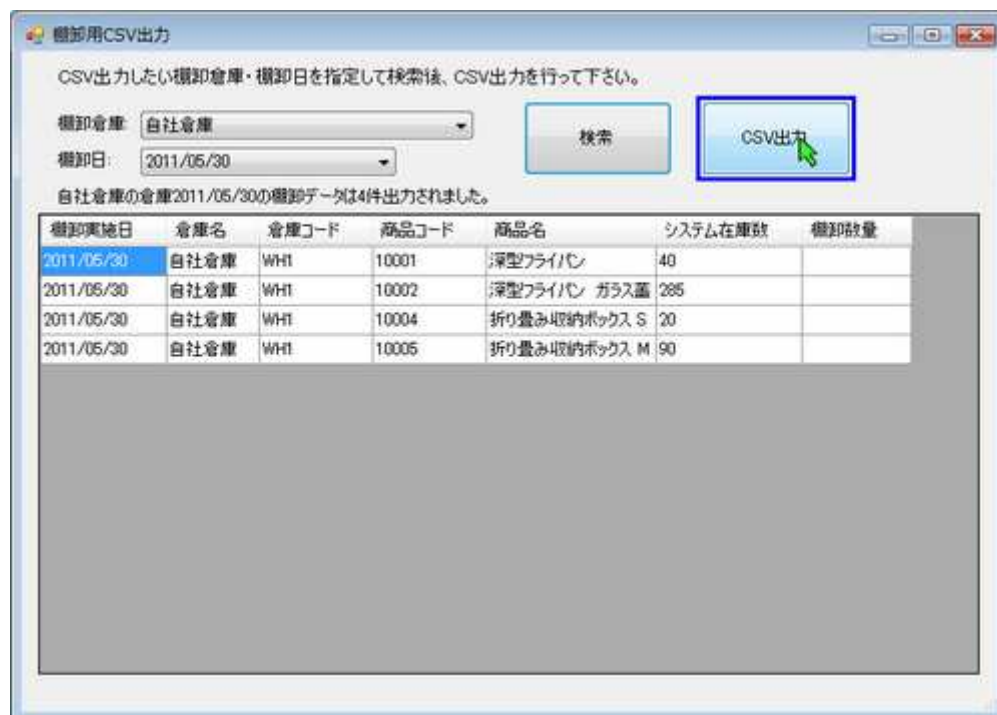 棚卸用CSV出力
CSV出力したい棚卸倉庫・棚卸日を指定して検索後、CSV出力を行って下さい。
棚卸倉庫: 自社倉庫 検索 CSV出力
棚卸日: 2011/05/30
自社倉庫の倉庫2011/05/30の棚卸データは4件出力されました。
棚卸実施日 倉庫名 倉庫コード 商品コード 商品名 システム在庫数 棚卸数量
2011/05/30 自社倉庫 WH1 10001 深型フライパン 40
2011/05/30 自社倉庫 WH1 10002 深型フライパン ガラス蓋 285
2011/05/30 自社倉庫 WH1 10004 折り畳み収納ボックス S 20
2011/05/30 自社倉庫 WH1 10005 折り畳み収納ボックス M 90